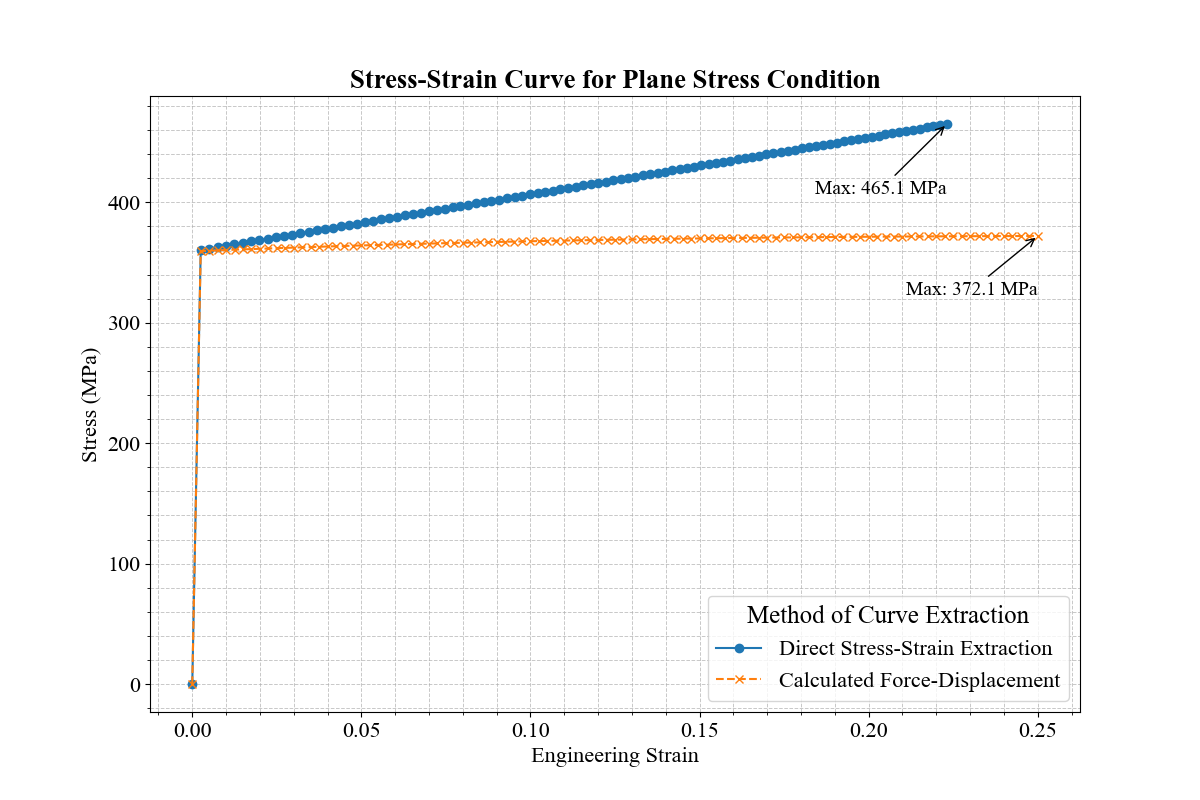 Stress-Strain Curve for Plane Stress Condition
Max: 465.1 MPa
Max: 372.1 MPa
400
300
200
100
0
Stress (MPa)
Method of Curve Extraction
Direct Stress-Strain Extraction
Calculated Force-Displacement
0.00 0.05 0.10 0.15 0.20 0.25
Engineering Strain